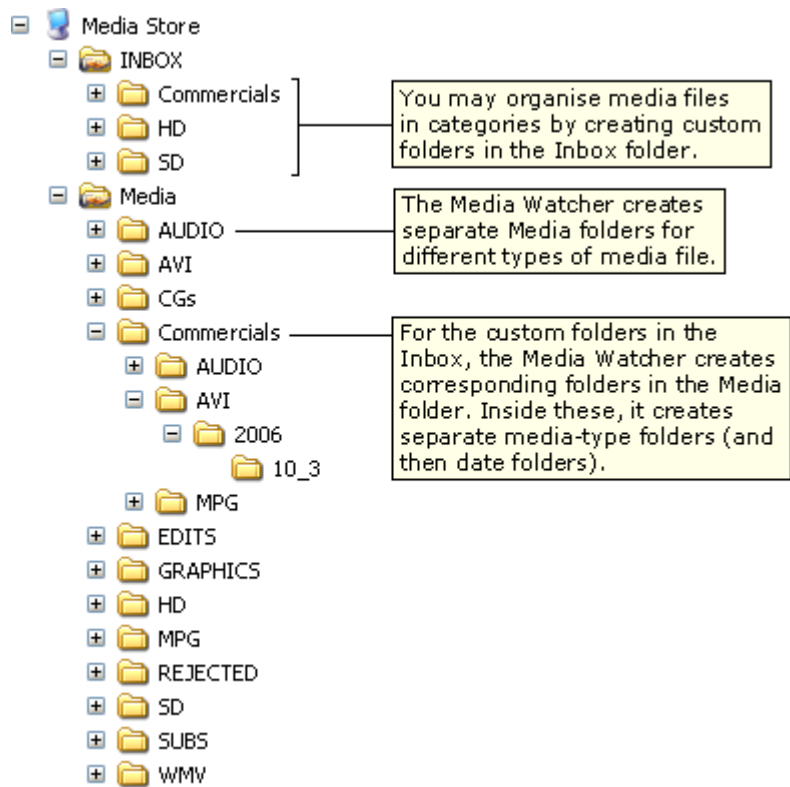 Media Store
INBOX
Commercials
HD
SD
You may organise media files
in categories by creating custom
folders in the Inbox folder.
Media
AUDIO
AVI
CGs
The Media Watcher creates
separate Media folders for
different types of media file.
Commercials
AUDIO
AVI
2006
10_3
MPG
For the custom folders in the
Inbox, the Media Watcher creates
corresponding folders in the Media
folder. Inside these, it creates
separate media-type folders (and
then date folders).
EDITS
GRAPHICS
HD
MPG
REJECTED
SD
SUBS
WMV